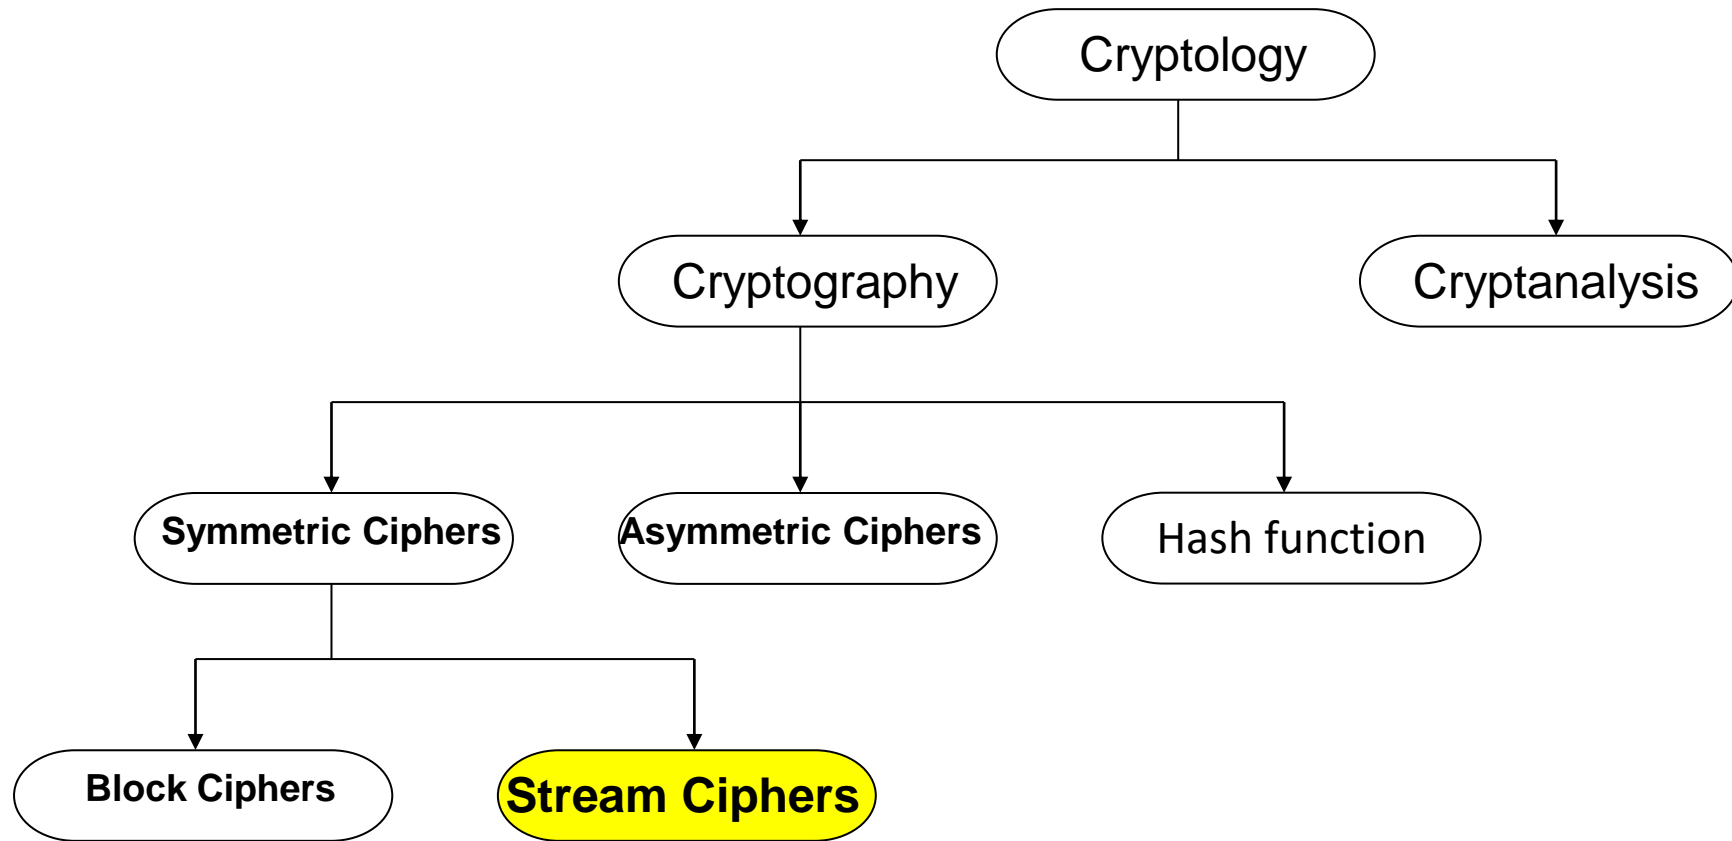 Cryptology
Cryptography
Cryptanalysis
Symmetric Ciphers
Asymmetric Ciphers
Hash function
Block Ciphers
Stream Ciphers